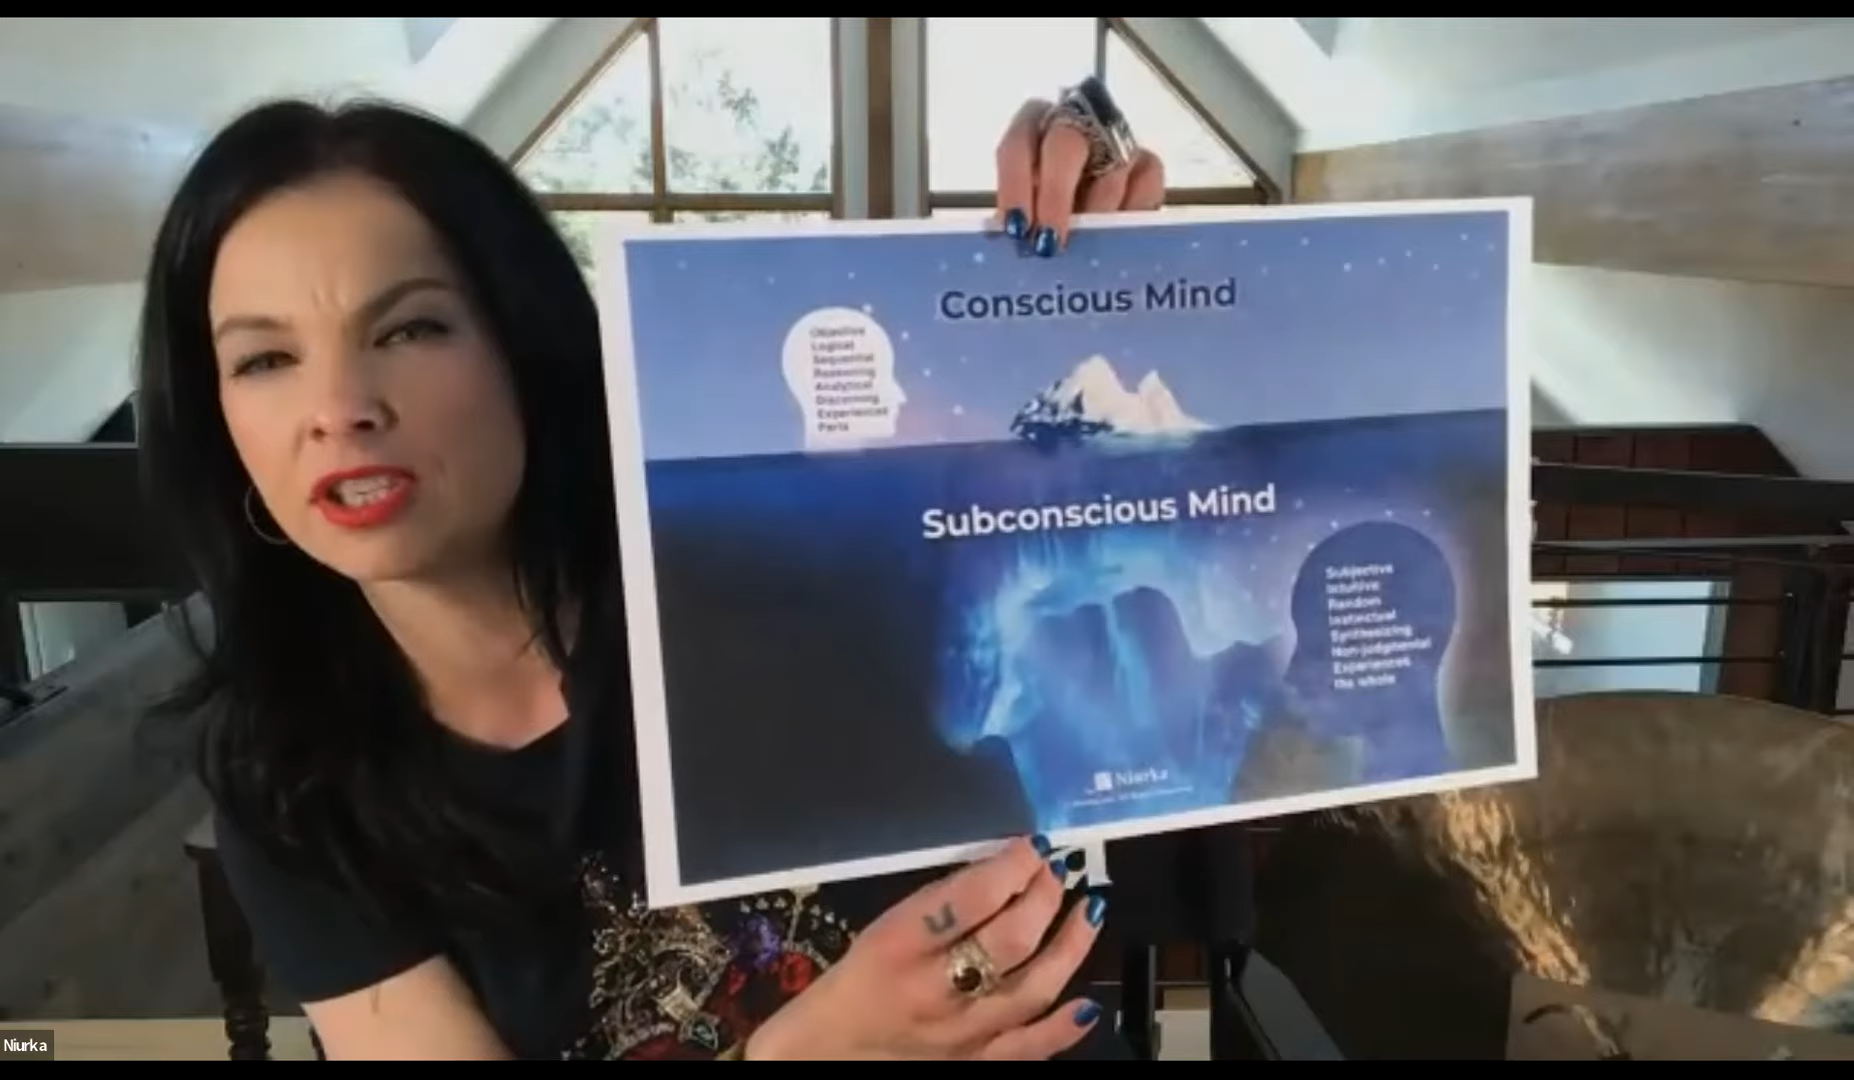 Conscious Mind
Objective
Logical
Sequential
Reasoning
Analytical
Discerning
Experiences
Parts
Subconscious Mind
Subjective
Intuitive
Random
Instinctual
Synthesizing
Non-judgmental
Experiences
the whole
Niurka
Niurka